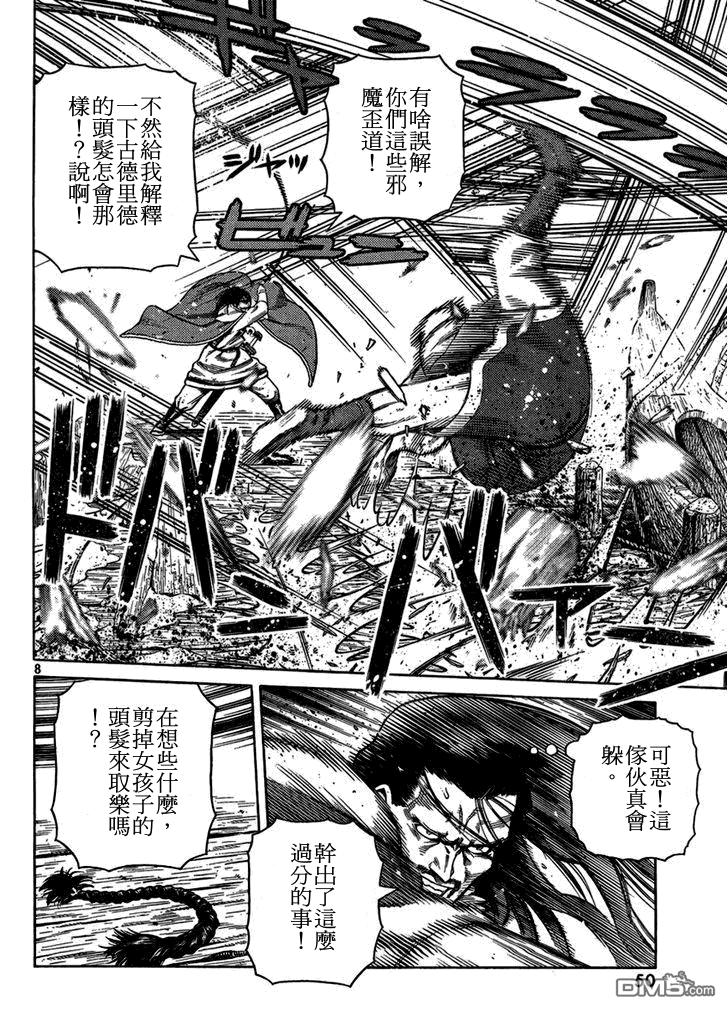 有啥誤解，
你們這些邪
魔歪道！
不然給我解釋
一下古德里德
的頭髮怎會那
樣！？說啊！
ジャッ
ビュン
ドバ
バァ
可惡！這
傢伙真會
躲。
幹出了這麼
過分的事！
在想些什麼，
剪掉女孩子的
頭髮來取樂嗎
！？
8
50
DM5.com